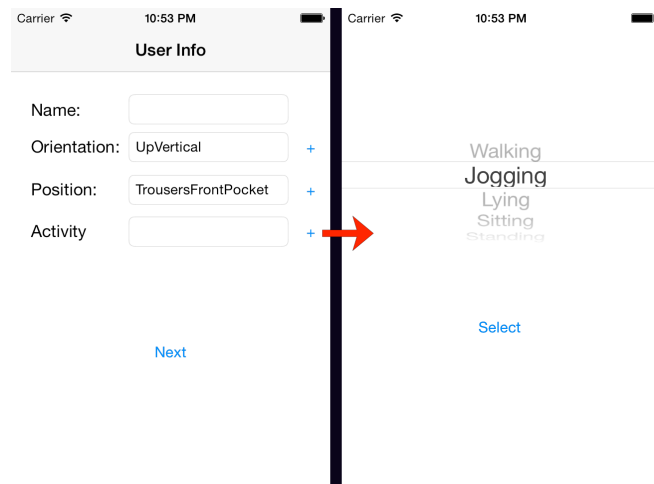 Carrier 10:53 PM
User Info
Name:
Orientation: UpVertical +
Position: TrousersFrontPocket +
Activity +
Next
Carrier 10:53 PM
Walking
Jogging
Lying
Sitting
Standing
Select